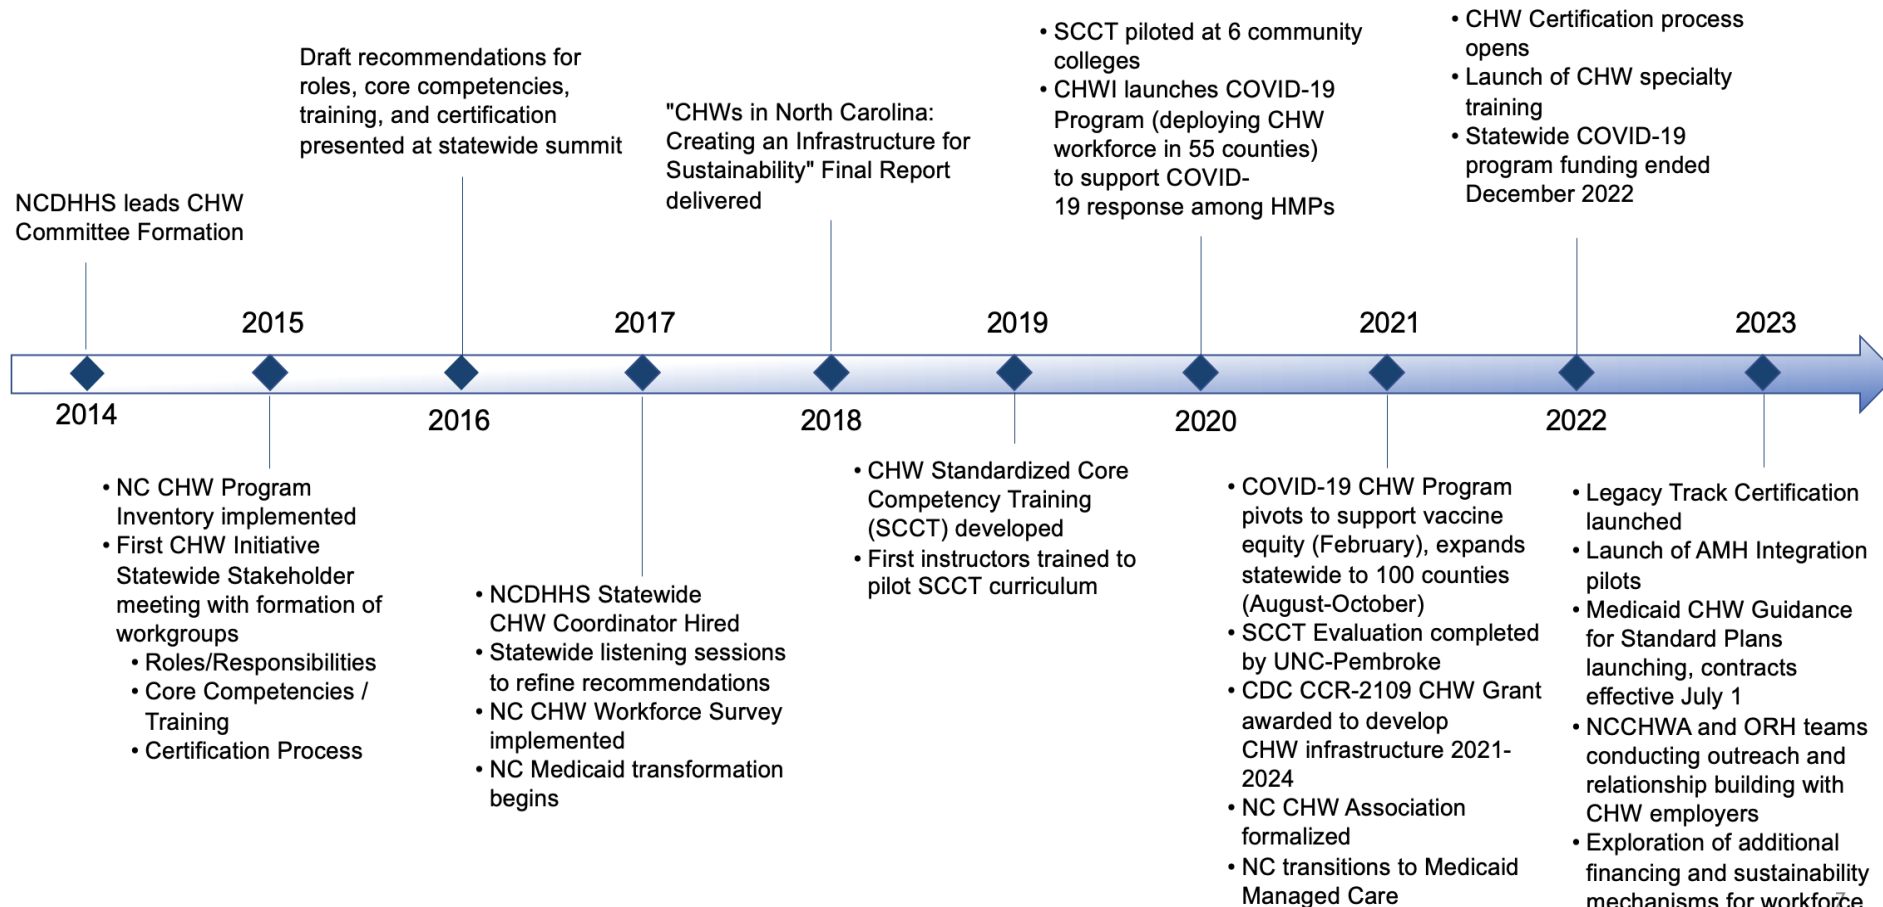 NCDHHS leads CHW
Committee Formation
2014
2015
• NC CHW Program
Inventory implemented
• First CHW Initiative
Statewide Stakeholder
meeting with formation of
workgroups
• Roles/Responsibilities
• Core Competencies /
Training
• Certification Process
Draft recommendations for
roles, core competencies,
training, and certification
presented at statewide summit
2016
2017
• NCDHHS Statewide
CHW Coordinator Hired
• Statewide listening sessions
to refine recommendations
• NC CHW Workforce Survey
implemented
• NC Medicaid transformation
begins
"CHWs in North Carolina:
Creating an Infrastructure for
Sustainability" Final Report
delivered
2018
2019
• CHW Standardized Core
Competency Training
(SCCT) developed
• First instructors trained to
pilot SCCT curriculum
• SCCT piloted at 6 community
colleges
• CHWI launches COVID-19
Program (deploying CHW
workforce in 55 counties)
to support COVID-
19 response among HMPs
2020
2021
• COVID-19 CHW Program
pivots to support vaccine
equity (February), expands
statewide to 100 counties
(August-October)
• SCCT Evaluation completed
by UNC-Pembroke
• CDC CCR-2109 CHW Grant
awarded to develop
CHW infrastructure 2021-
2024
• NC CHW Association
formalized
• NC transitions to Medicaid
Managed Care
• CHW Certification process
opens
• Launch of CHW specialty
training
• Statewide COVID-19
program funding ended
December 2022
2022
2023
• Legacy Track Certification
launched
• Launch of AMH Integration
pilots
• Medicaid CHW Guidance
for Standard Plans
launching, contracts
effective July 1
• NCCHWA and ORH teams
conducting outreach and
relationship building with
CHW employers
• Exploration of additional
financing and sustainability
mechanisms for workforce
7